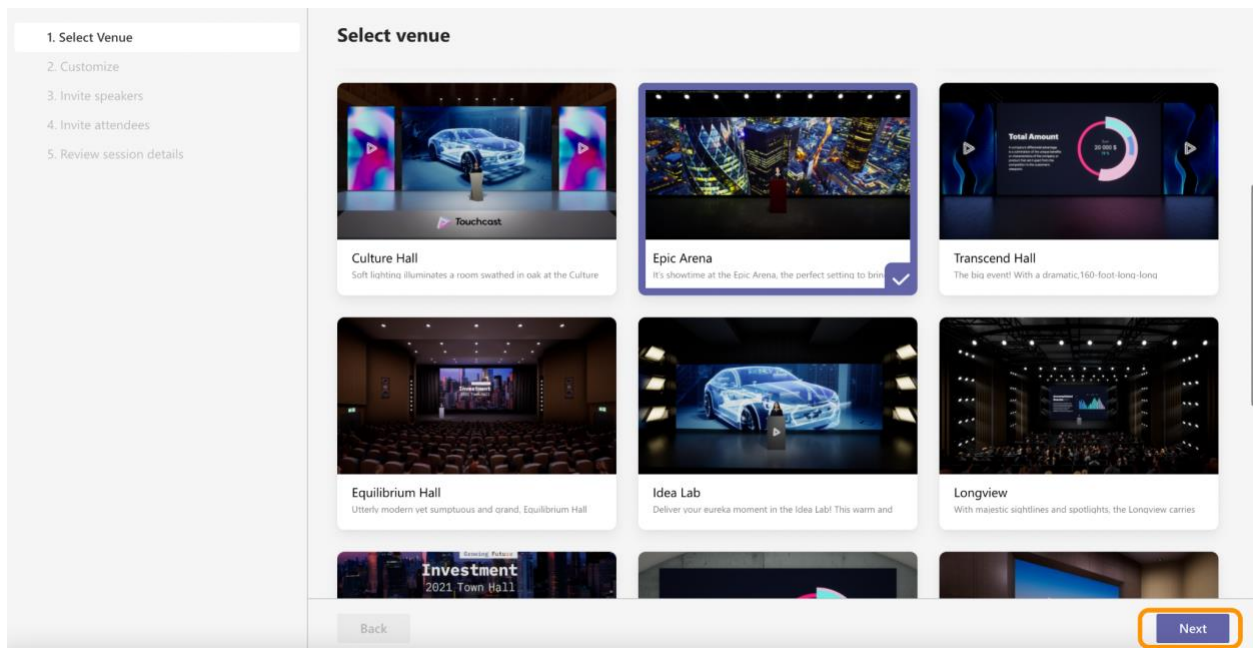 1. Select Venue
2. Customize
3. Invite speakers
4. Invite attendees
5. Review session details
Select venue
Touchcast
Culture Hall
Soft lighting illuminates a room swathed in oak at the Culture
Epic Arena
It's showtime at the Epic Arena, the perfect setting to brin
Total Amount
20 000 $
Transcend Hall
The big event! With a dramatic,160-foot-long-long
Investment
Equilibrium Hall
Utterly modern yet sumptuous and grand, Equilibrium Hall
Idea Lab
Deliver your eureka moment in the Idea Lab! This warm and
Longview
With majestic sightlines and spotlights, the Longview carries
Investment
2021 Town Hall
Back
Next